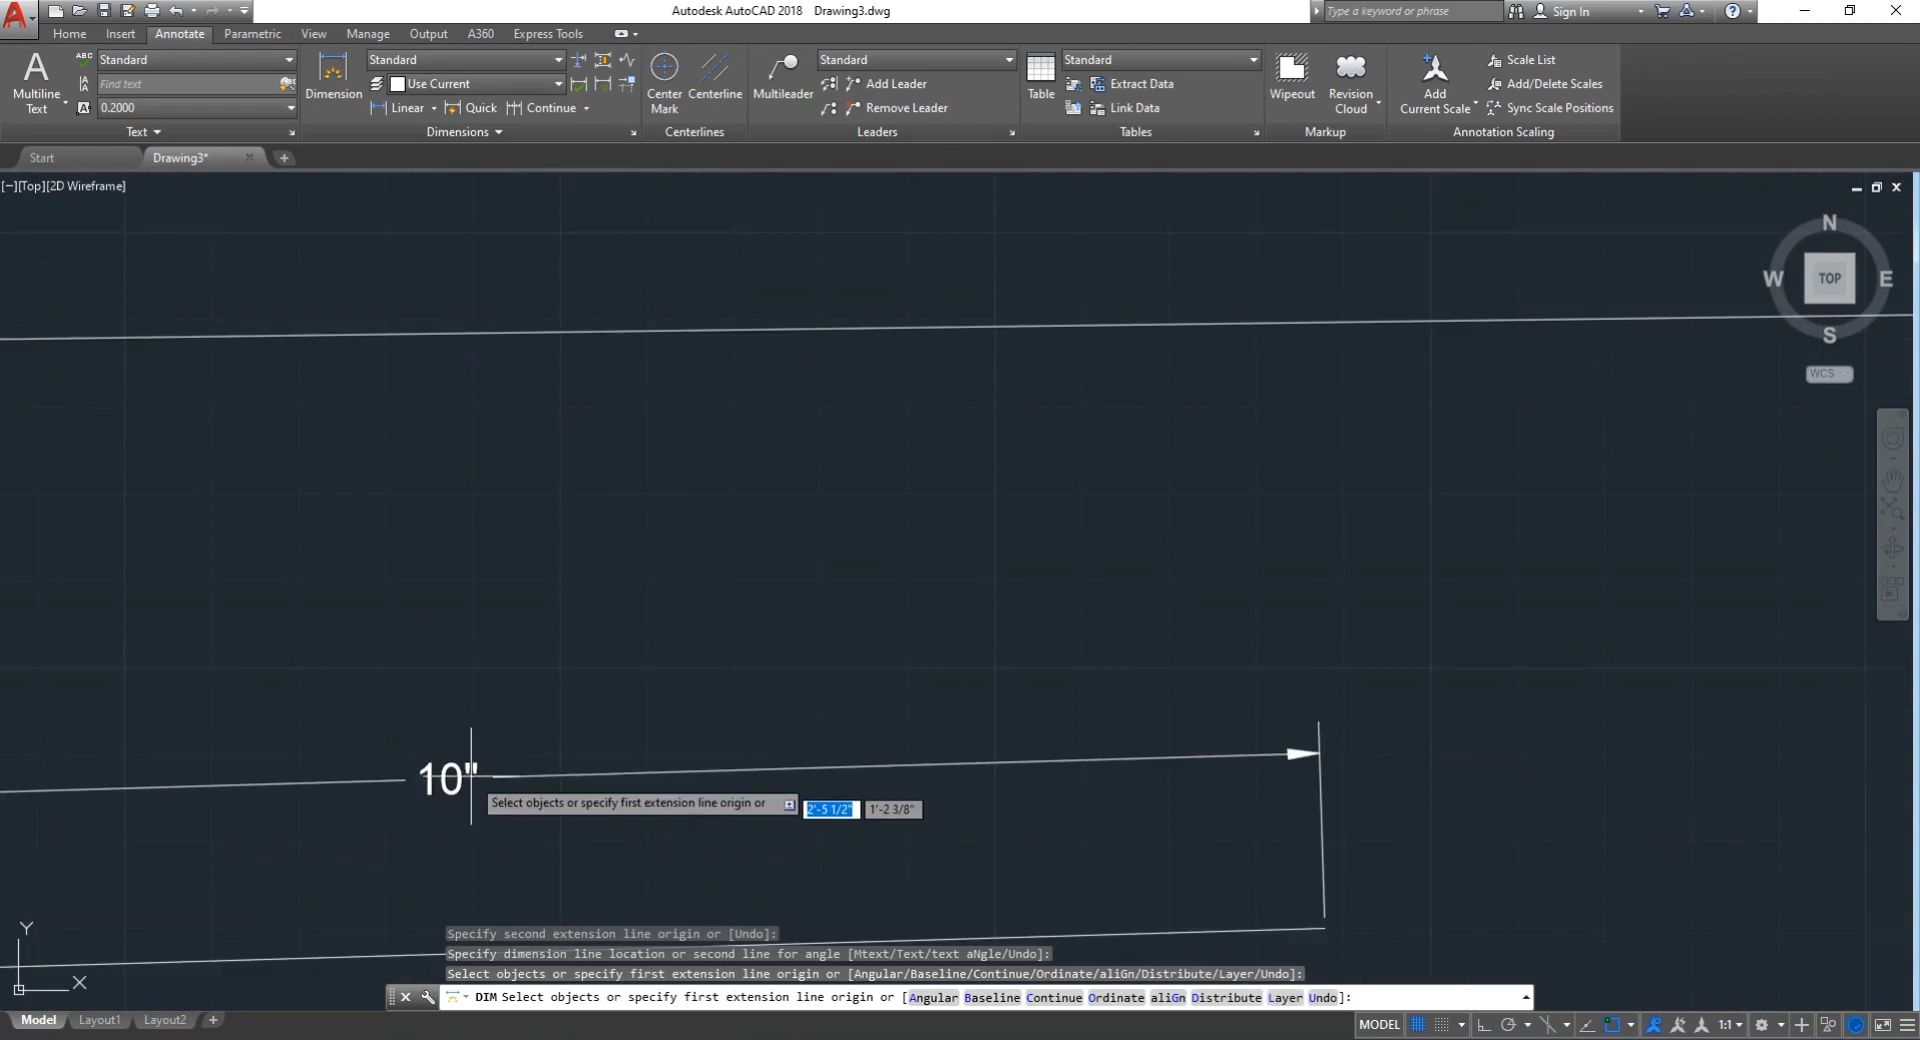 Autodesk AutoCAD 2018 Drawing3.dwg
Type a keyword or phrase
Sign In
Home Insert Annotate Parametric View Manage Output A360 Express Tools
Multiline Text
Standard
Find text
0.2000
Text
Dimension
Standard
Use Current
Linear Quick Continue
Dimensions
Center Mark
Centerline
Centerlines
Multileader
Standard
Add Leader
Remove Leader
Leaders
Table
Standard
Extract Data
Link Data
Tables
Wipeout
Revision Cloud
Markup
Add Current Scale
Scale List
Add/Delete Scales
Sync Scale Positions
Annotation Scaling
Start Drawing3*
[−][Top][2D Wireframe]
N
W TOP E
S
WCS
10"
Select objects or specify first extension line origin or 2'-5 1/2" 1'-2 3/8"
Y
X
Specify second extension line origin or [Undo]:
Specify dimension line location or second line for angle [Mtext/Text/text aNgle/Undo]:
Select objects or specify first extension line origin or [Angular/Baseline/Continue/Ordinate/aliGn/Distribute/Layer/Undo]:
DIM Select objects or specify first extension line origin or [Angular Baseline Continue Ordinate aliGn Distribute Layer Undo]:
Model Layout1 Layout2
MODEL 1:1